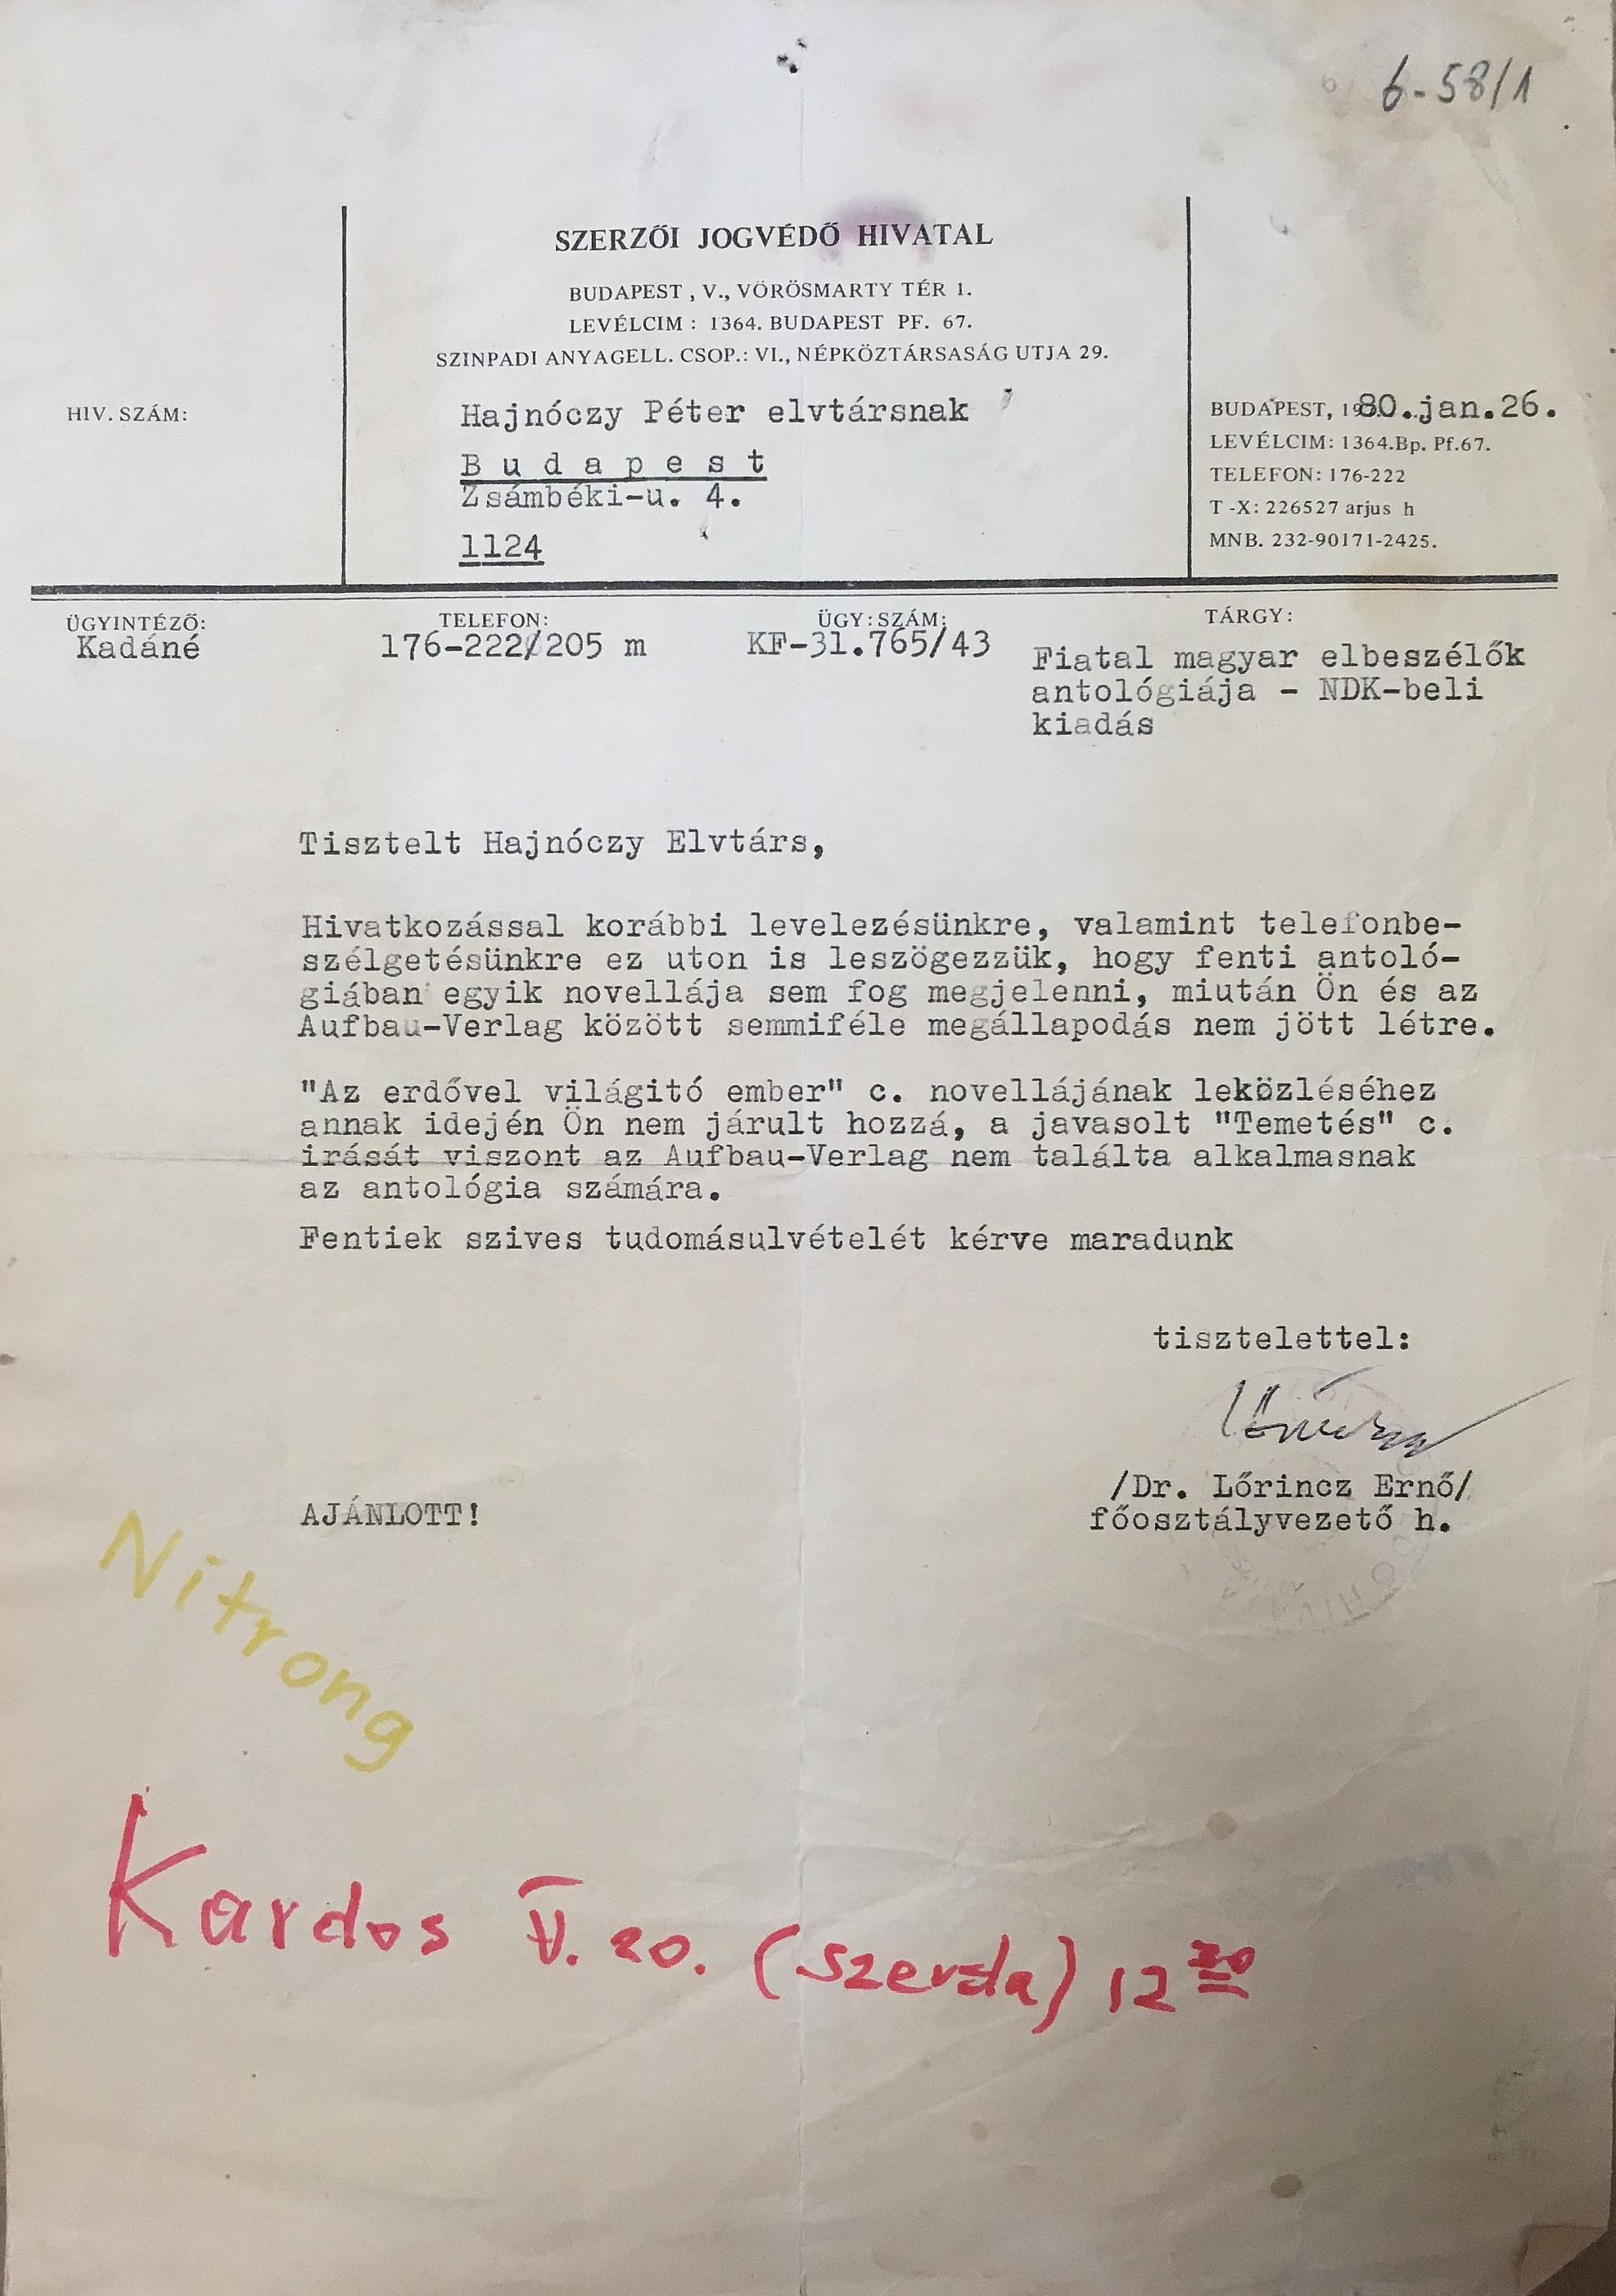 6-58/1
SZERZŐI JOGVÉDŐ HIVATAL
BUDAPEST, V., VÖRÖSMARTY TÉR 1.
LEVÉLCIM: 1364. BUDAPEST PF. 67.
SZINPADI ANYAGELL. CSOP.: VI., NÉPKÖZTÁRSASÁG UTJA 29.
HIV. SZÁM:
Hajnóczy Péter elvtársnak
B u d a p e s t
Zsámbéki-u. 4.
1124
BUDAPEST, 1980.jan.26.
LEVÉLCIM: 1364.Bp. Pf.67.
TELEFON: 176-222
T-X: 226527 arjus h
MNB. 232-90171-2425.
ÜGYINTÉZŐ:
Kadáné
TELEFON:
176-222/205 m
ÜGY:SZÁM:
KF-31.765/43
TÁRGY:
Fiatal magyar elbeszélők
antológiája - NDK-beli
kiadás
Tisztelt Hajnóczy Elvtárs,
Hivatkozással korábbi levelezésünkre, valamint telefonbe-
szélgetésünkre ez uton is leszögezzük, hogy fenti antoló-
giában egyik novellája sem fog megjelenni, miután Ön és az
Aufbau-Verlag között semmiféle megállapodás nem jött létre.
"Az erdővel világitó ember" c. novellájának leközléséhez
annak idején Ön nem járult hozzá, a javasolt "Temetés" c.
irását viszont az Aufbau-Verlag nem találta alkalmasnak
az antológia számára.
Fentiek szives tudomásulvételét kérve maradunk
tisztelettel:
/Dr. Lőrincz Ernő/
főosztályvezető h.
AJÁNLOTT!
Nitrong
Kardos V. 20. (szerda) 12 30